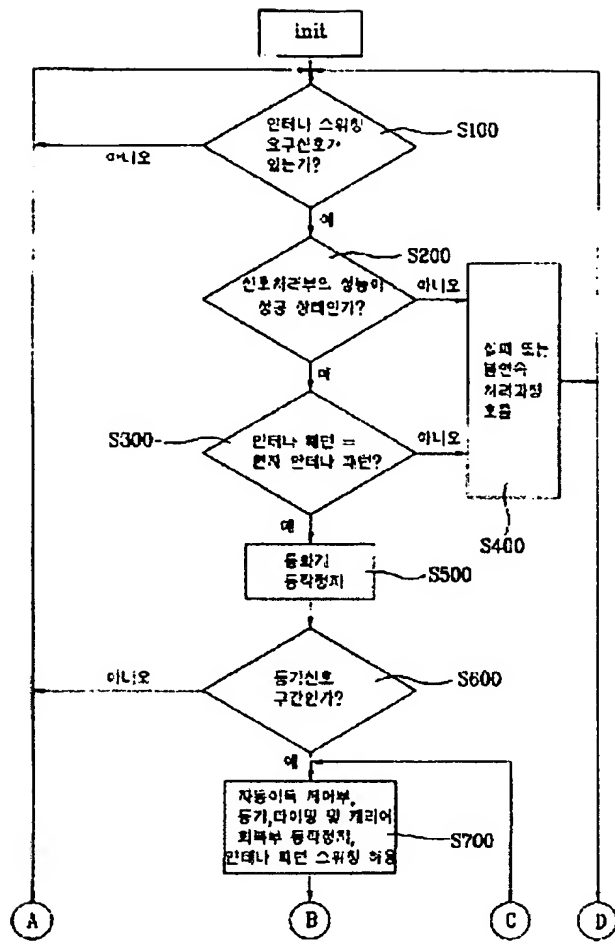 init
안테나 스위칭
요구신호가
있는가?
S100
아니오
예
S200
신호처리부의 성능이
성공 상태인가?
아니오
예
실패 또는
불연속
처리과정
호출
S300
안테나 패턴 =
현재 안테나 패턴?
아니오
S400
예
등화기
동작정지
S500
동기신호
구간인가?
S600
아니오
예
자동이득 제어부,
동기,타이밍 및 캐리어
회복부 동작정지,
안테나 패턴 스위칭 허용
S700
A
B
C
D